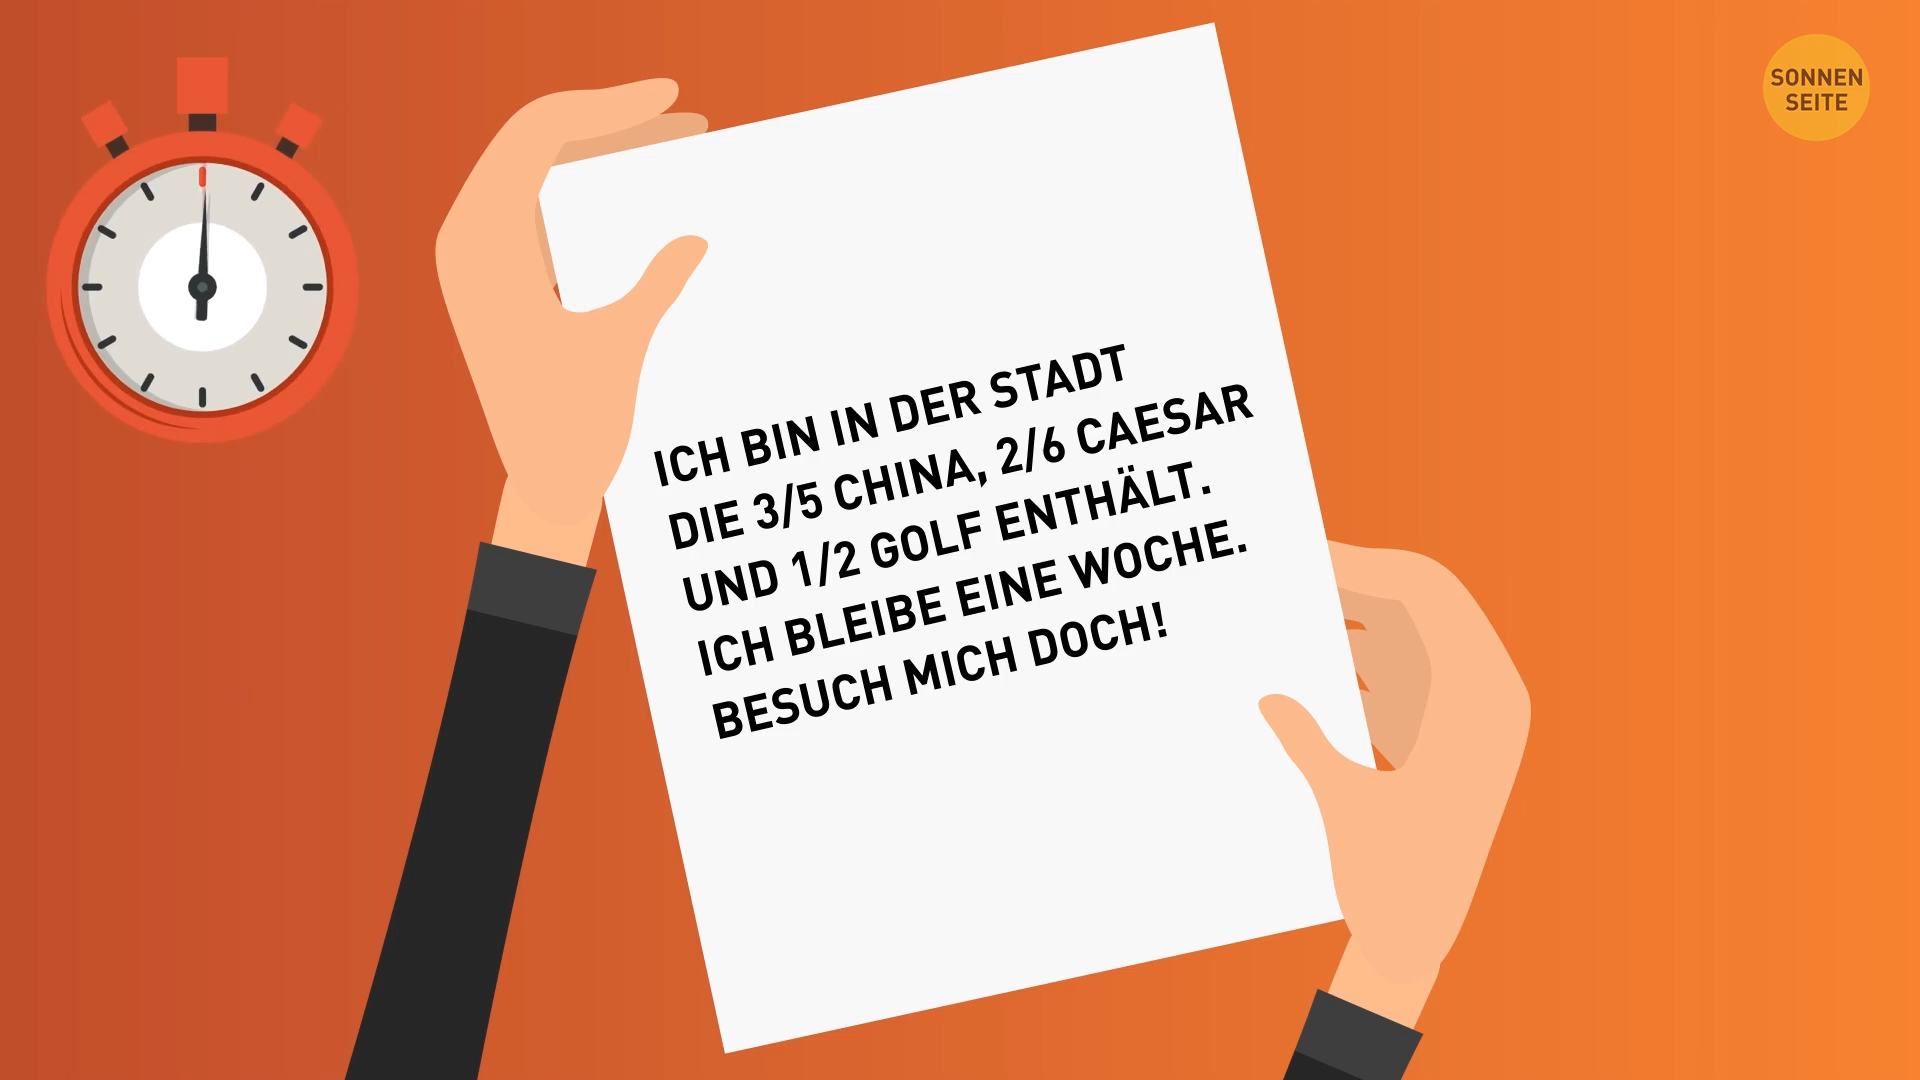 SONNEN
SEITE
ICH BIN IN DER STADT
DIE 3/5 CHINA, 2/6 CAESAR
UND 1/2 GOLF ENTHÄLT.
ICH BLEIBE EINE WOCHE.
BESUCH MICH DOCH!